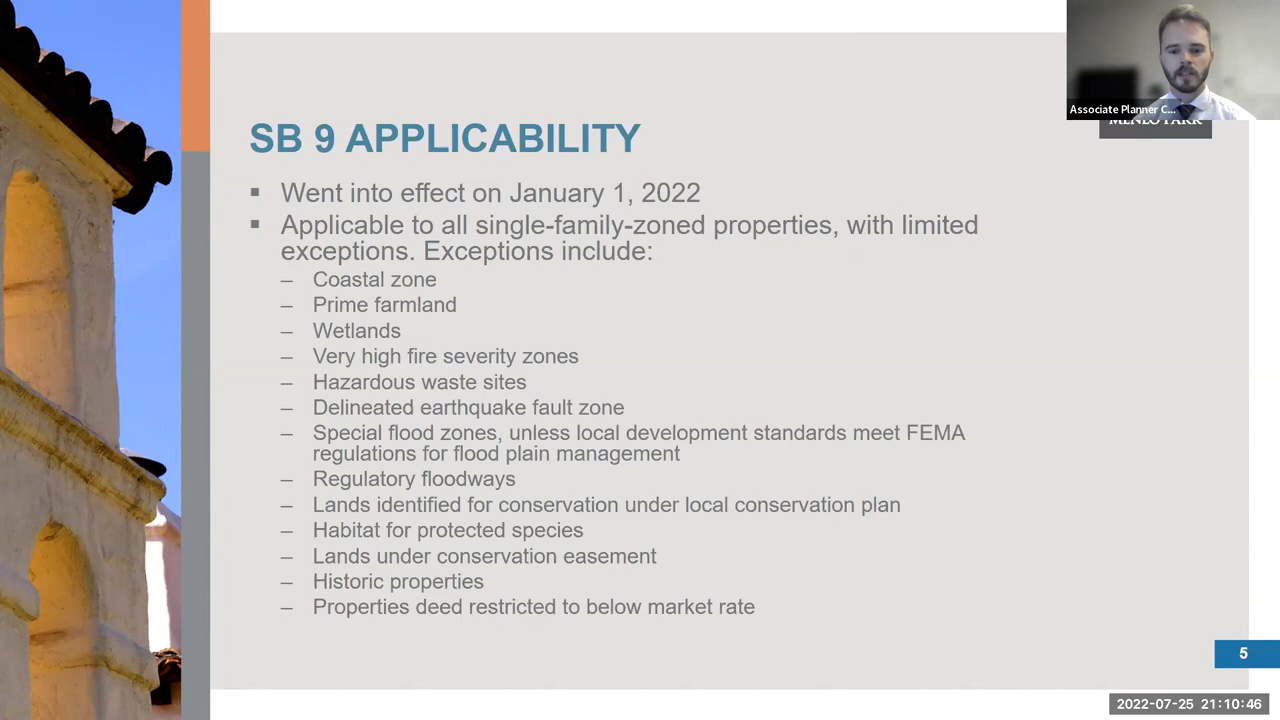 Associate Planner C...
MENLO PARK
SB 9 APPLICABILITY
▪ Went into effect on January 1, 2022
▪ Applicable to all single-family-zoned properties, with limited
exceptions. Exceptions include:
– Coastal zone
– Prime farmland
– Wetlands
– Very high fire severity zones
– Hazardous waste sites
– Delineated earthquake fault zone
– Special flood zones, unless local development standards meet FEMA
regulations for flood plain management
– Regulatory floodways
– Lands identified for conservation under local conservation plan
– Habitat for protected species
– Lands under conservation easement
– Historic properties
– Properties deed restricted to below market rate
5
2022-07-25 21:10:46